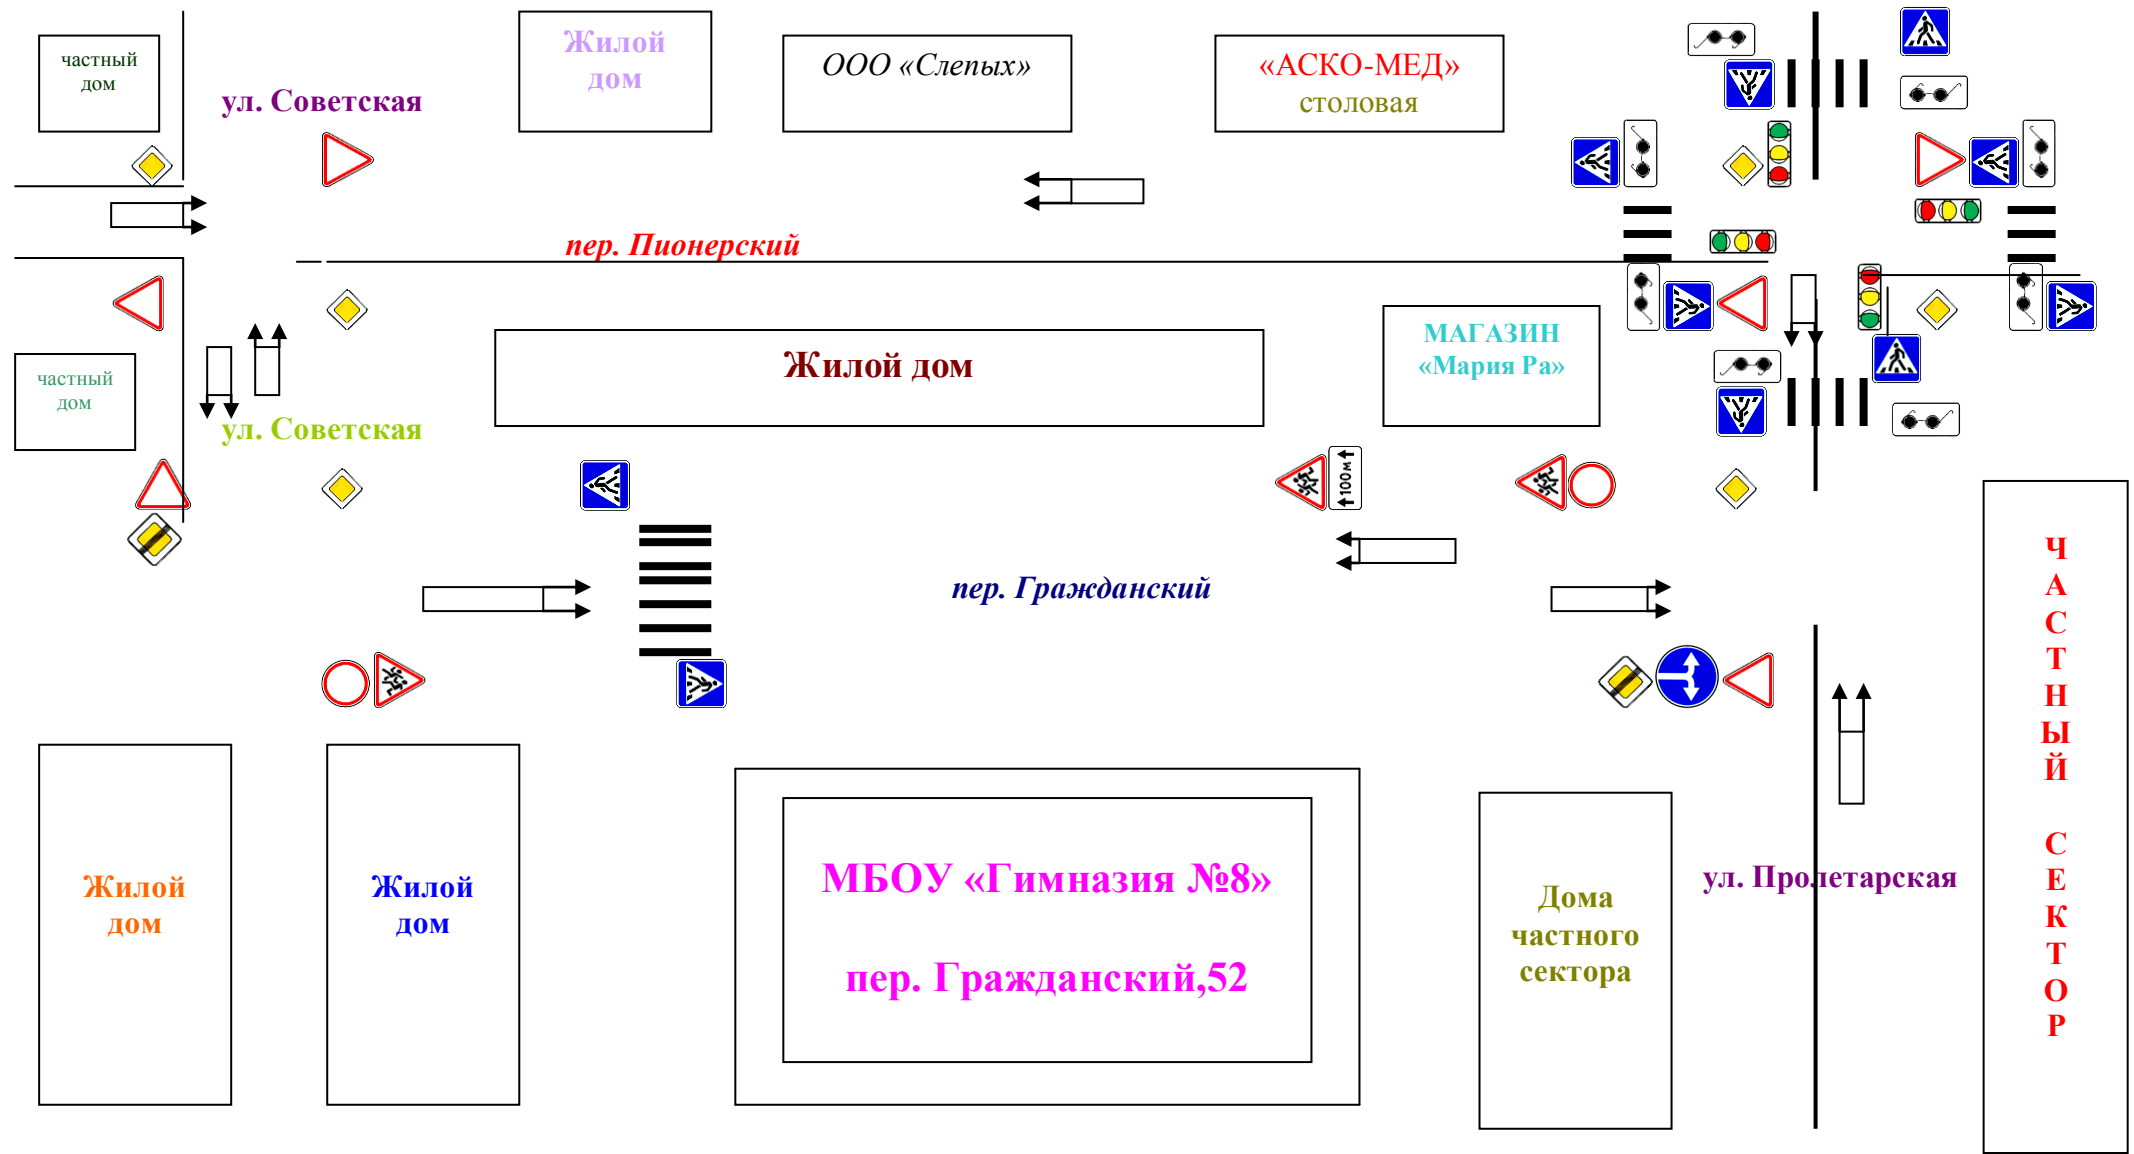 частный
дом
ул. Советская
Жилой
дом
ООО «Слепых»
«АСКО-МЕД»
столовая
пер. Пионерский
частный
дом
ул. Советская
Жилой дом
МАГАЗИН
«Мария Ра»
100м
пер. Гражданский
Жилой
дом
Жилой
дом
МБОУ «Гимназия №8»
пер. Гражданский,52
Дома
частного
сектора
ул. Пролетарская
Ч
А
С
Т
Н
Ы
Й
С
Е
К
Т
О
Р